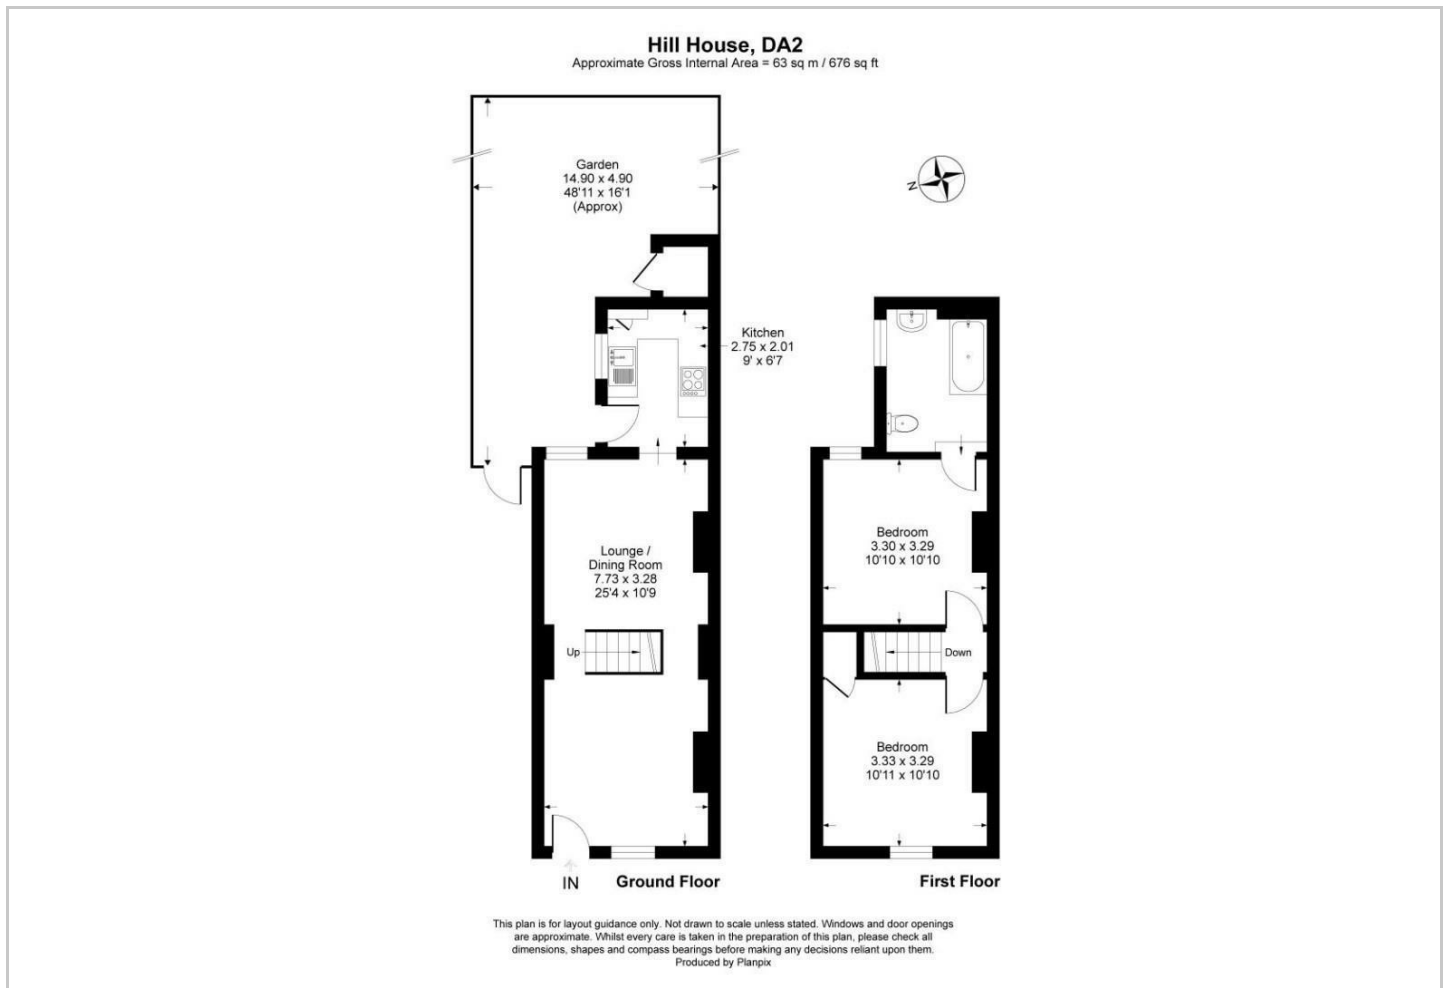 Hill House, DA2
Approximate Gross Internal Area = 63 sq m / 676 sq ft
Garden
14.90 x 4.90
48'11 x 16'1
(Approx)
N
Kitchen
2.75 x 2.01
9' x 6'7
Lounge /
Dining Room
7.73 x 3.28
25'4 x 10'9
Up
IN
Ground Floor
Bedroom
3.30 x 3.29
10'10 x 10'10
Down
Bedroom
3.33 x 3.29
10'11 x 10'10
First Floor
This plan is for layout guidance only. Not drawn to scale unless stated. Windows and door openings
are approximate. Whilst every care is taken in the preparation of this plan, please check all
dimensions, shapes and compass bearings before making any decisions reliant upon them.
Produced by Planpix